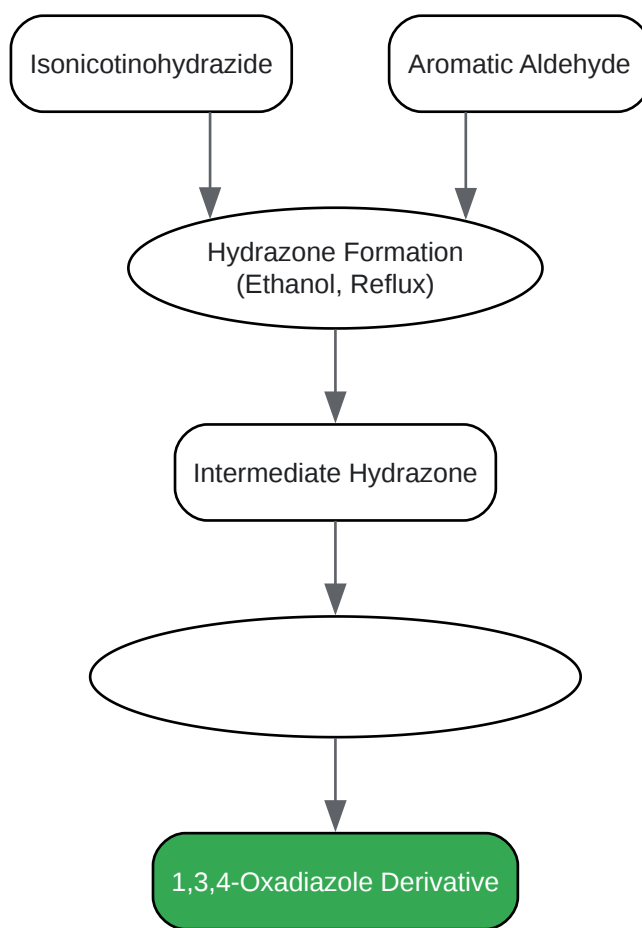 Isonicotinohydrazide
Aromatic Aldehyde
Hydrazone Formation
(Ethanol, Reflux)
Intermediate Hydrazone
1,3,4-Oxadiazole Derivative